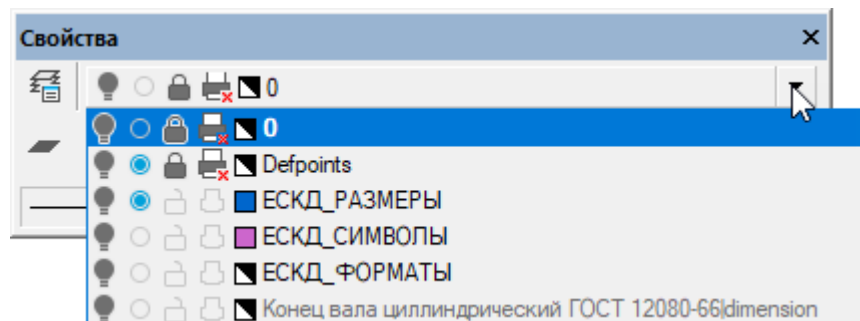 Свойства
0
0
Defpoints
ЕСКД_РАЗМЕРЫ
ЕСКД_СИМВОЛЫ
ЕСКД_ФОРМАТЫ
Конец вала циллиндрический ГОСТ 12080-66|dimension